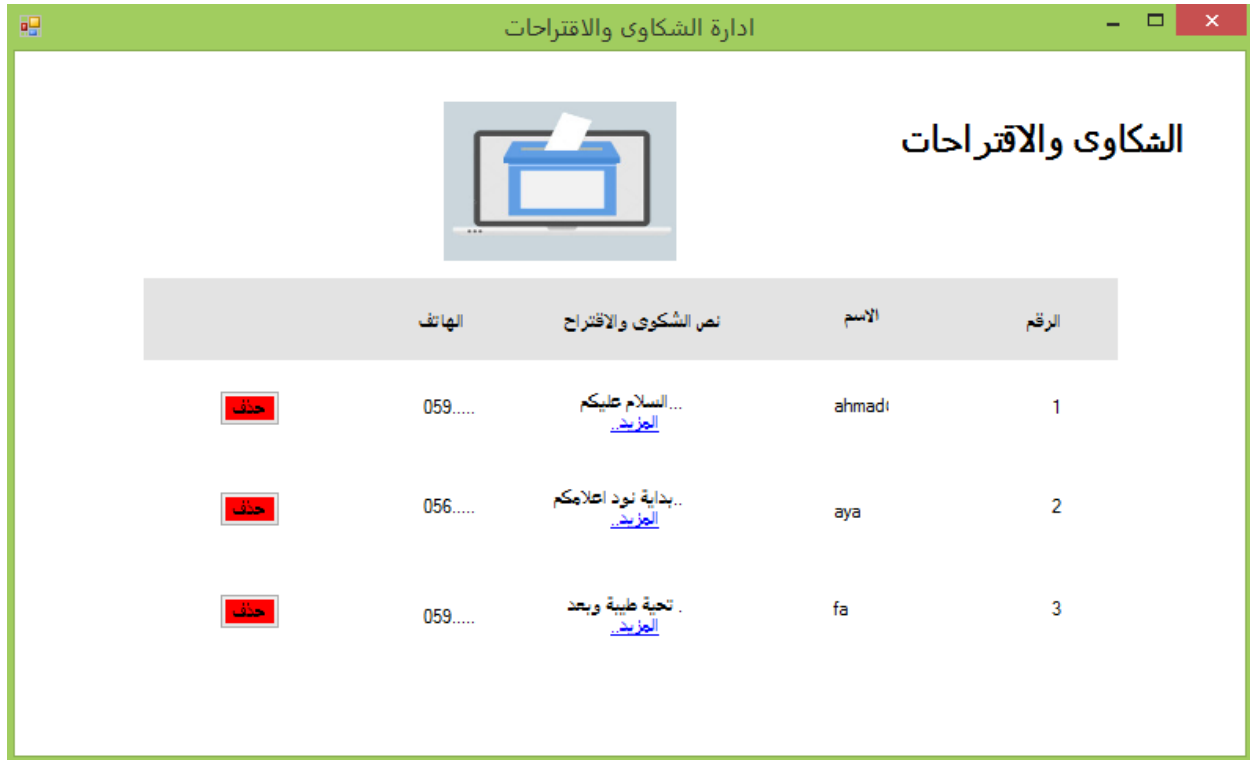 ادارة الشكاوى والاقتراحات
الشكاوى والاقتراحات
الرقم الاسم نص الشكوى والاقتراح الهاتف
1 ahmad السلام عليكم... 059..... حذف
المزيد..
2 aya بداية نود اعلامكم.. 056..... حذف
المزيد..
3 fa تحية طيبة وبعد . 059..... حذف
المزيد..